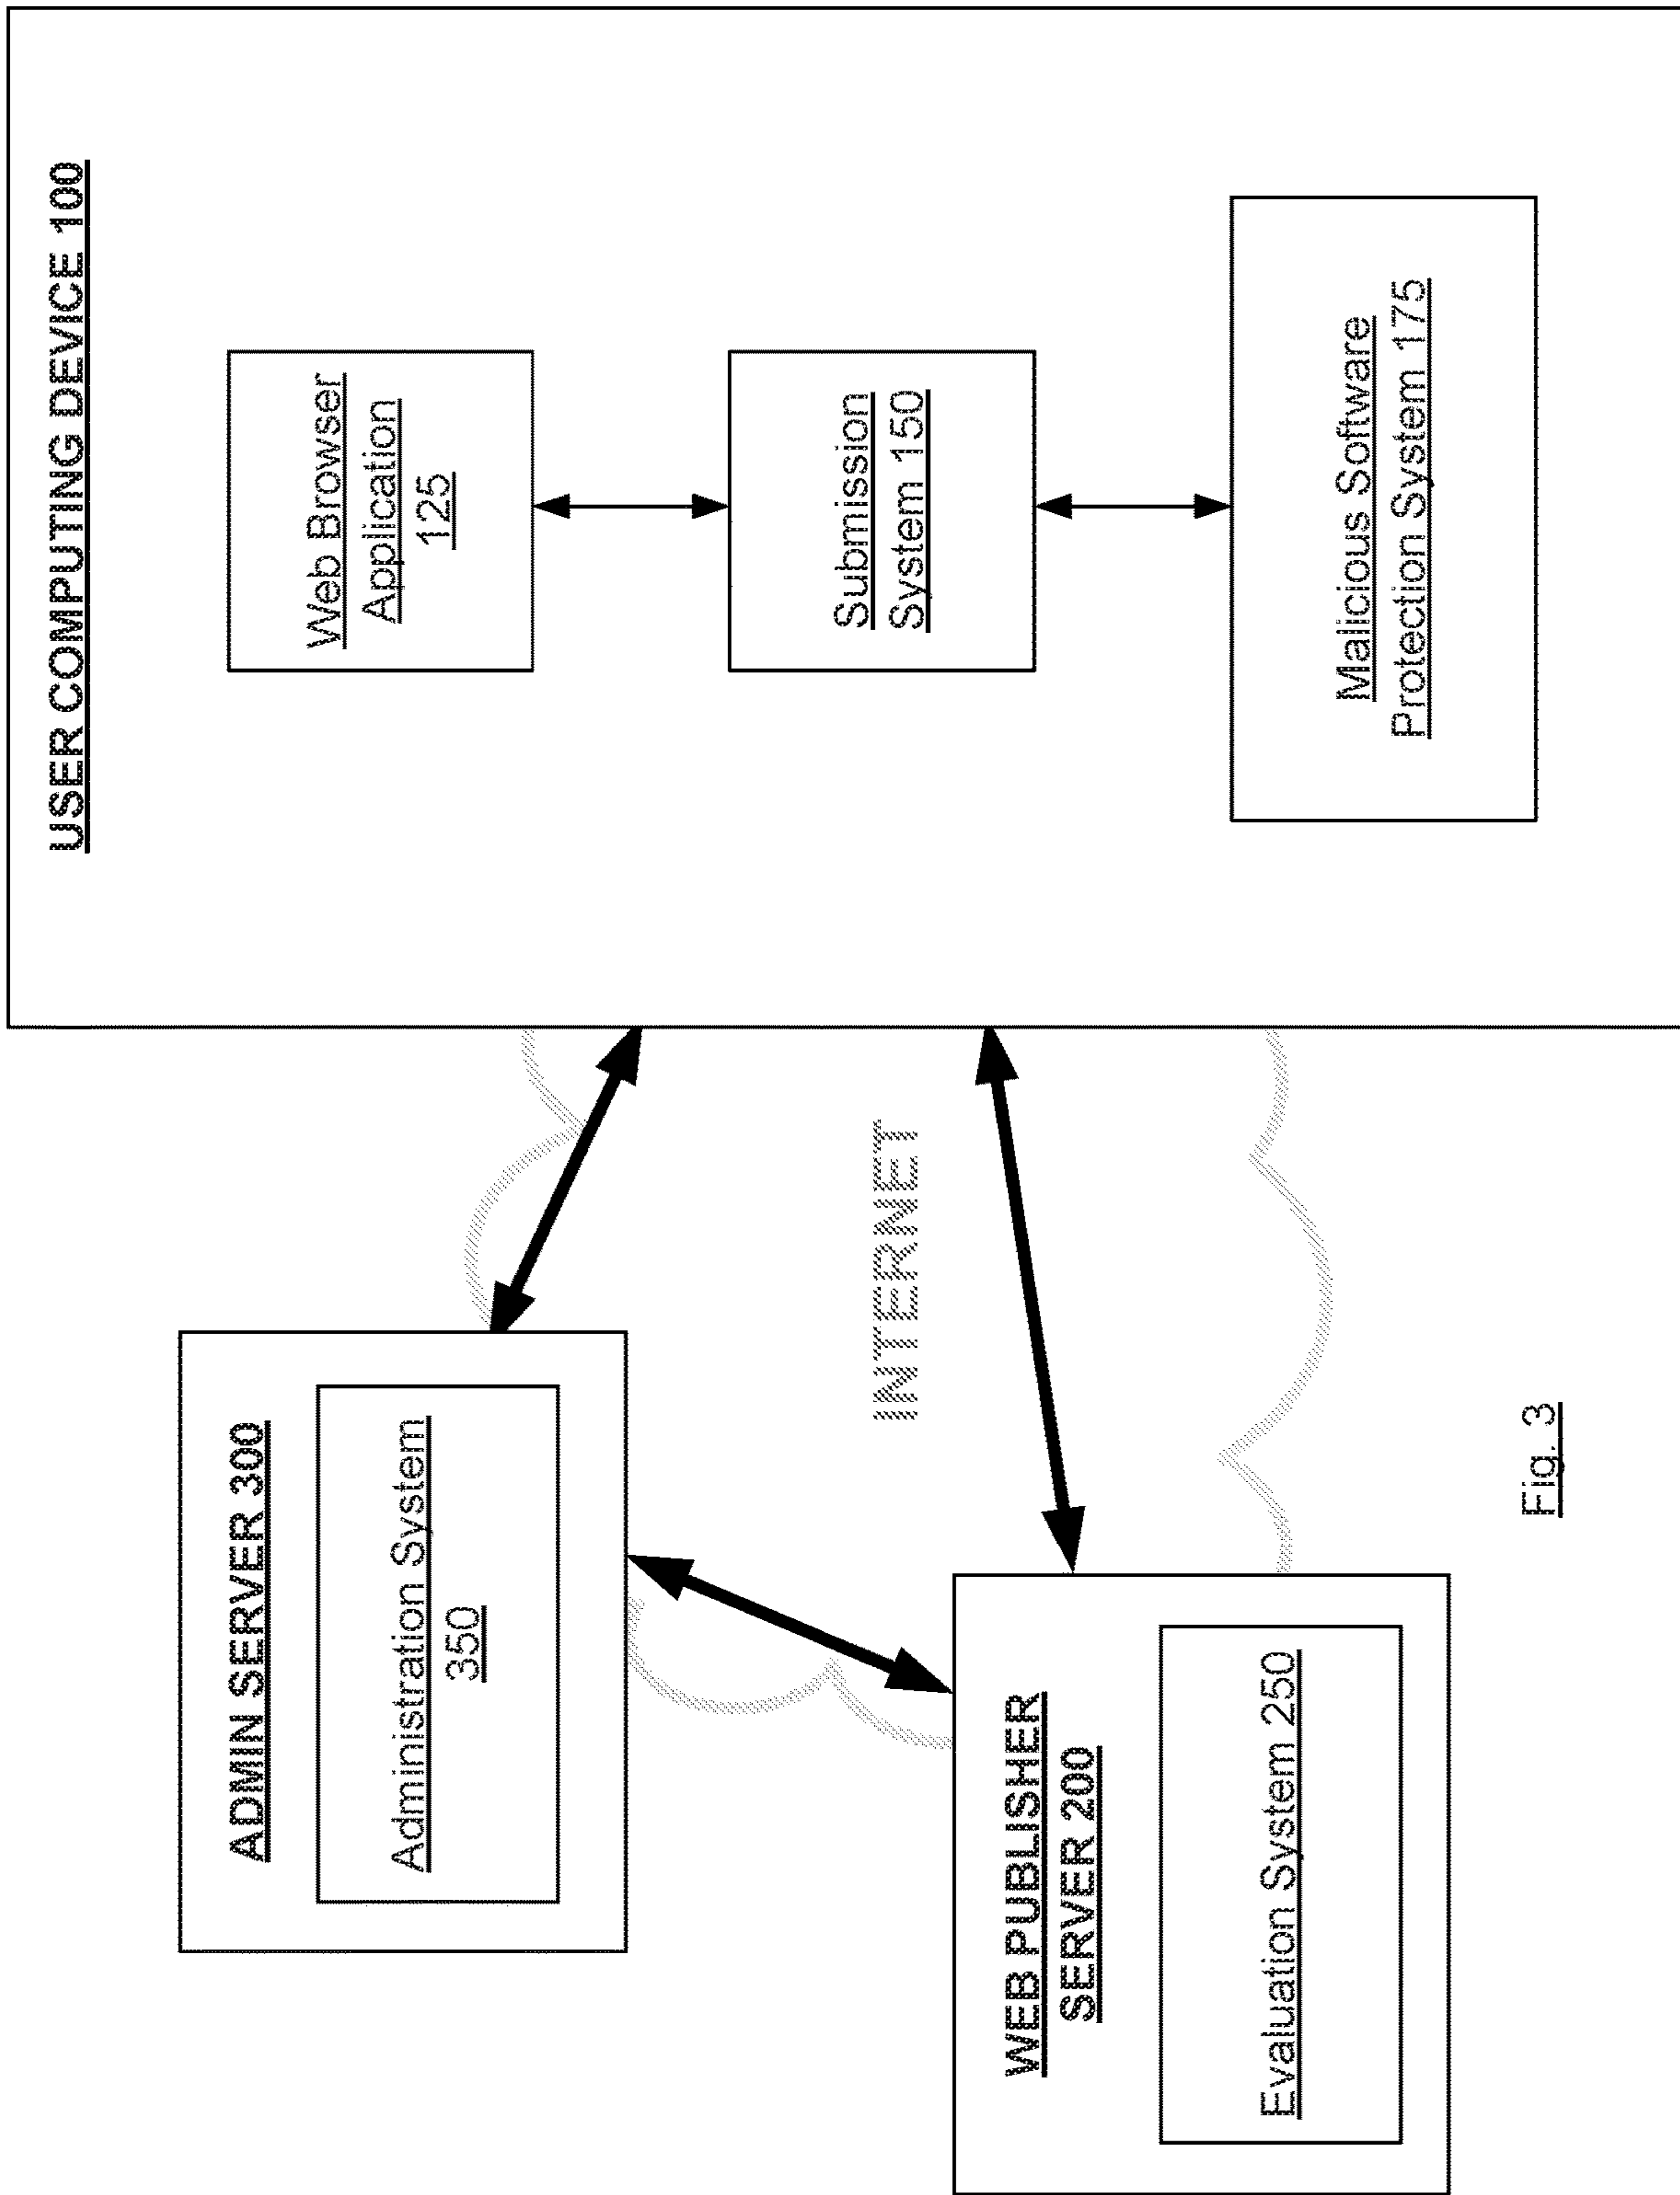 USER COMPUTING DEVICE 100
Web Browser
Application
125
Submission
System 150
Malicious Software
Protection System 175
INTERNET
ADMIN SERVER 300
Administration System
350
WEB PUBLISHER
SERVER 200
Evaluation System 250
Fig. 3